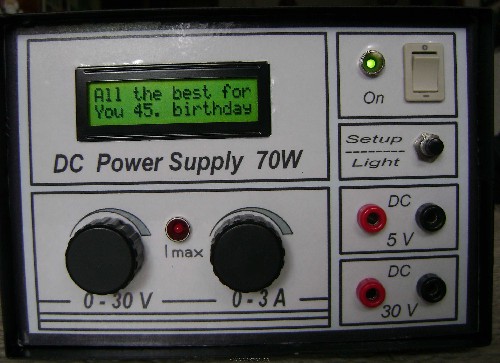 All the best for
You 45. birthday
DC Power Supply 70W
On
Setup
Light
I max
0 - 30 V
0 - 3 A
DC
5 V
DC
30 V